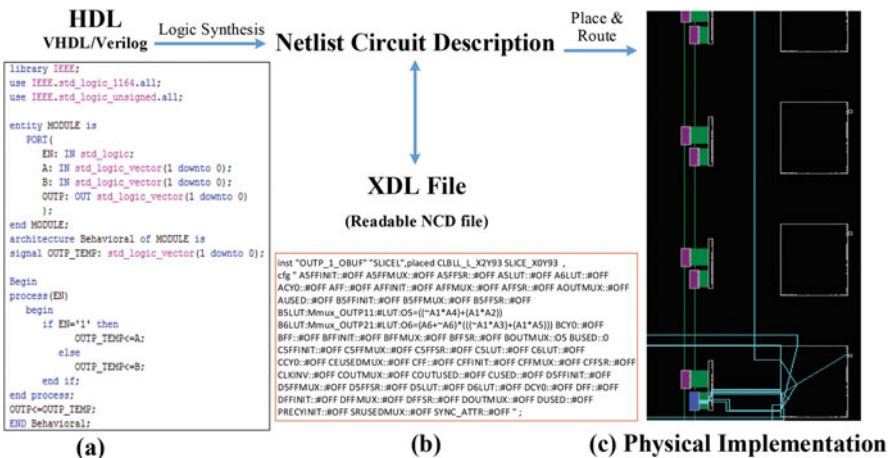 HDL
VHDL/Verilog
Logic Synthesis
Netlist Circuit Description
Place &
Route
library IEEE;
use IEEE.std_logic_1164.all;
use IEEE.std_logic_unsigned.all;
entity MODULE is
PORT(
EN: IN std_logic;
A: IN std_logic_vector(1 downto 0);
B: IN std_logic_vector(1 downto 0);
OUTP: OUT std_logic_vector(1 downto 0)
);
end MODULE;
architecture Behavioral of MODULE is
signal OUTP_TEMP: std_logic_vector(1 downto 0);
Begin
process(EN)
begin
if EN='1' then
OUTP_TEMP<=A;
else
OUTP_TEMP<=B;
end if;
end process;
OUTP<=OUTP_TEMP;
END Behavioral;
(a)
XDL File
(Readable NCD file)
inst "OUTP_1_OBUF" "SLICEL",placed CLBLL_L_X2Y93 SLICE_X0Y93 ,
cfg " A5FFINIT::#OFF A5FFMUX::#OFF A5FFSR::#OFF A5LUT::#OFF A6LUT::#OFF
ACY0::#OFF AFF::#OFF AFFINIT::#OFF AFFMUX::#OFF AFFSR::#OFF AOUTMUX::#OFF
AUSED::#OFF B5FFINIT::#OFF B5FFMUX::#OFF B5FFSR::#OFF
B5LUT:Mmux_OUTP11:#LUT:O5=((~A1*A4)+(A1*A2))
B6LUT:Mmux_OUTP21:#LUT:O6=(A6+~A6)*(((~A1*A3)+(A1*A5))) BCY0::#OFF
BFF::#OFF BFFINIT::#OFF BFFMUX::#OFF BFFSR::#OFF BOUTMUX::O5 BUSED::0
C5FFINIT::#OFF C5FFMUX::#OFF C5FFSR::#OFF C5LUT::#OFF C6LUT::#OFF
CCY0::#OFF CEUSEDMUX::#OFF CFF::#OFF CFFINIT::#OFF CFFMUX::#OFF CFFSR::#OFF
CLKINV::#OFF COUTMUX::#OFF COUTUSED::#OFF CUSED::#OFF D5FFINIT::#OFF
D5FFMUX::#OFF D5FFSR::#OFF D5LUT::#OFF D6LUT::#OFF DCY0::#OFF DFF::#OFF
DFFINIT::#OFF DFFMUX::#OFF DFFSR::#OFF DOUTMUX::#OFF DUSED::#OFF
PRECYINIT::#OFF SRUSEDMUX::#OFF SYNC_ATTR::#OFF " ;
(b)
(c) Physical Implementation